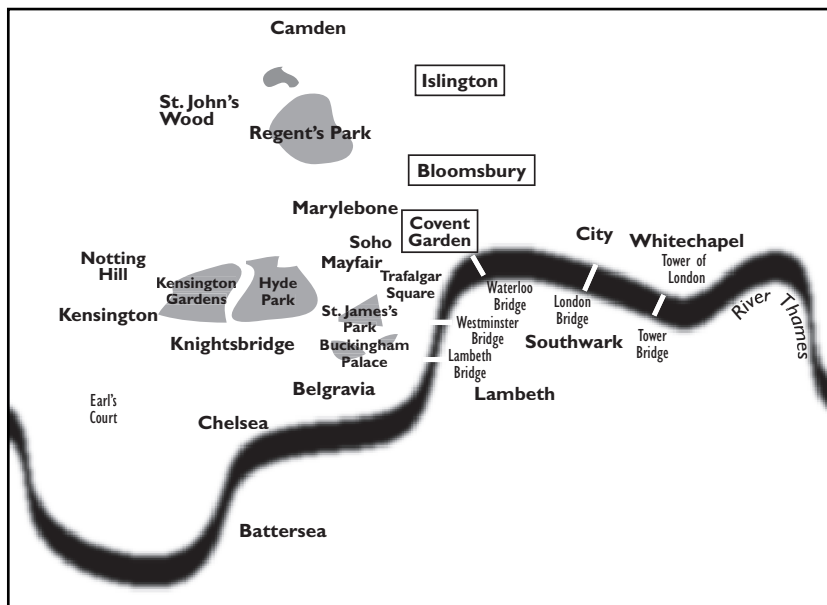 Camden
Islington
St. John's
Wood
Regent's Park
Bloomsbury
Marylebone
Covent
Garden
Soho
Mayfair
City
Whitechapel
Tower of
London
Notting
Hill
Kensington
Gardens
Hyde
Park
Trafalgar
Square
Waterloo
Bridge
London
Bridge
River Thames
Kensington
St. James's
Park
Westminster
Bridge
Southwark
Tower
Bridge
Knightsbridge
Buckingham
Palace
Lambeth
Bridge
Belgravia
Lambeth
Earl's
Court
Chelsea
Battersea